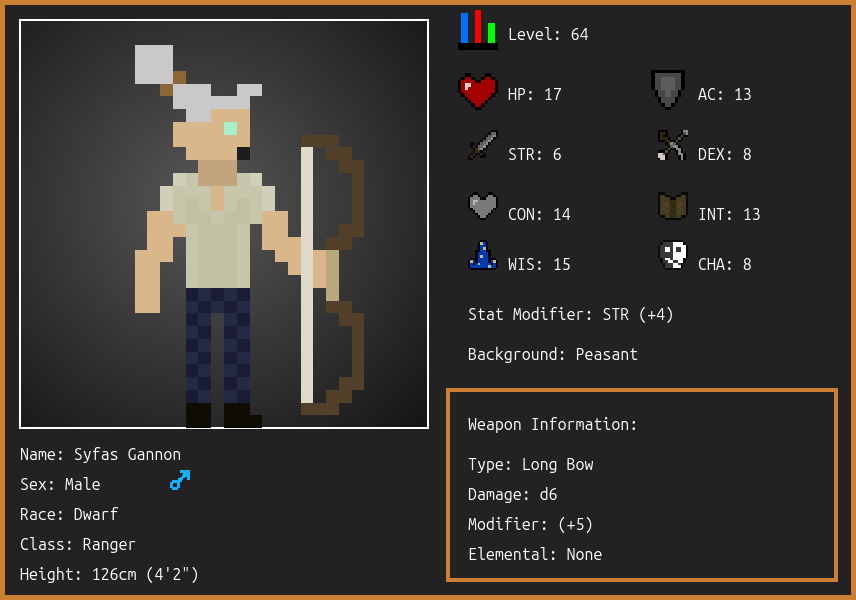 Level: 64
HP: 17
AC: 13
STR: 6
DEX: 8
CON: 14
INT: 13
WIS: 15
CHA: 8
Stat Modifier: STR (+4)
Background: Peasant
Weapon Information:
Type: Long Bow
Damage: d6
Modifier: (+5)
Elemental: None
Name: Syfas Gannon
Sex: Male
Race: Dwarf
Class: Ranger
Height: 126cm (4'2")